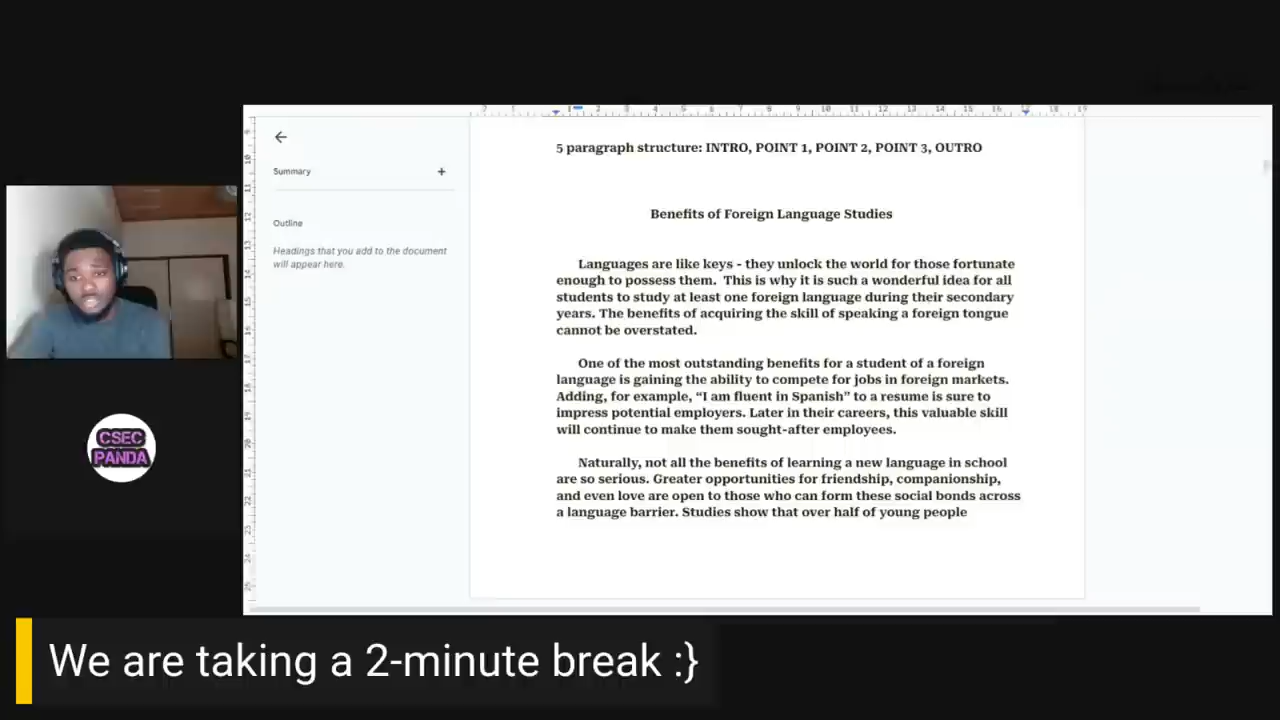 5 paragraph structure: INTRO, POINT 1, POINT 2, POINT 3, OUTRO
Summary
+
Outline
Headings that you add to the document
will appear here.
Benefits of Foreign Language Studies
Languages are like keys - they unlock the world for those fortunate
enough to possess them.  This is why it is such a wonderful idea for all
students to study at least one foreign language during their secondary
years. The benefits of acquiring the skill of speaking a foreign tongue
cannot be overstated.
One of the most outstanding benefits for a student of a foreign
language is gaining the ability to compete for jobs in foreign markets.
Adding, for example, “I am fluent in Spanish” to a resume is sure to
impress potential employers. Later in their careers, this valuable skill
will continue to make them sought-after employees.
Naturally, not all the benefits of learning a new language in school
are so serious. Greater opportunities for friendship, companionship,
and even love are open to those who can form these social bonds across
a language barrier. Studies show that over half of young people
CSEC
PANDA
We are taking a 2-minute break :}